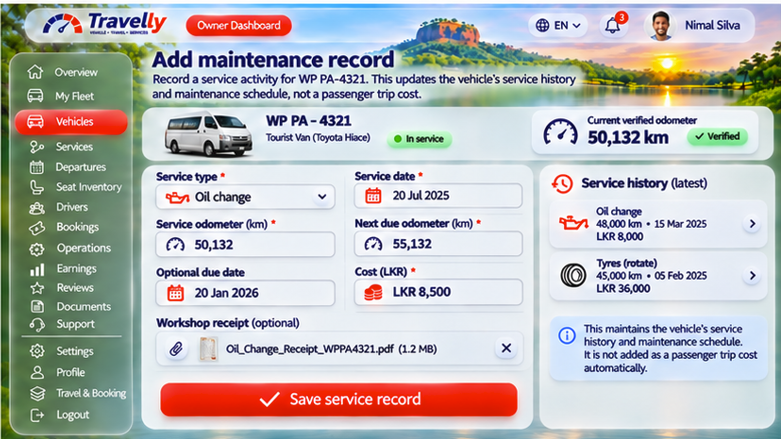 Travelly
VEHICLE • TRAVEL • SERVICES
Owner Dashboard
EN
3
Nimal Silva
Overview
My Fleet
Vehicles
Services
Departures
Seat Inventory
Drivers
Bookings
Operations
Earnings
Reviews
Documents
Support
Settings
Profile
Travel & Booking
Logout
Add maintenance record
Record a service activity for WP PA-4321. This updates the vehicle's service history
and maintenance schedule, not a passenger trip cost.
WP PA - 4321
Tourist Van (Toyota Hiace)
In service
Current verified odometer
50,132 km
Verified
Service type *
Oil change
Service date *
20 Jul 2025
Service odometer (km) *
50,132
Next due odometer (km) *
55,132
Optional due date
20 Jan 2026
Cost (LKR) *
LKR 8,500
Workshop receipt (optional)
Oil_Change_Receipt_WPPA4321.pdf (1.2 MB)
Save service record
Service history (latest)
Oil change
48,000 km • 15 Mar 2025
LKR 8,000
Tyres (rotate)
45,000 km • 05 Feb 2025
LKR 36,000
This maintains the vehicle's service
history and maintenance schedule.
It is not added as a passenger trip cost
automatically.